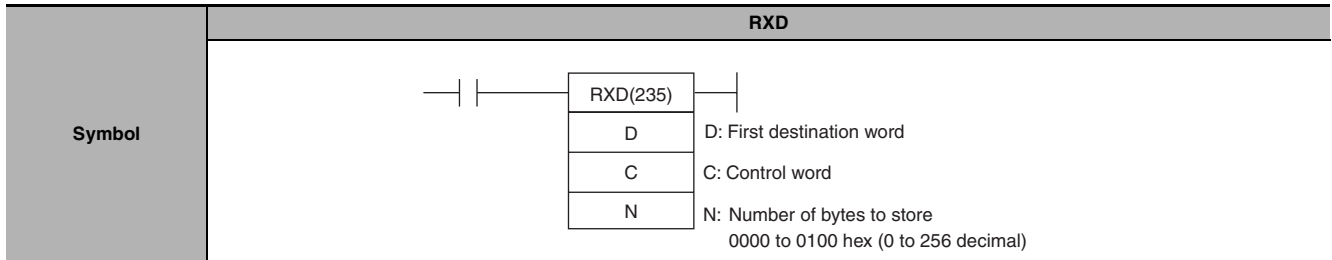 RXD
Symbol
RXD(235)
D
D: First destination word
C
C: Control word
N
N: Number of bytes to store
0000 to 0100 hex (0 to 256 decimal)